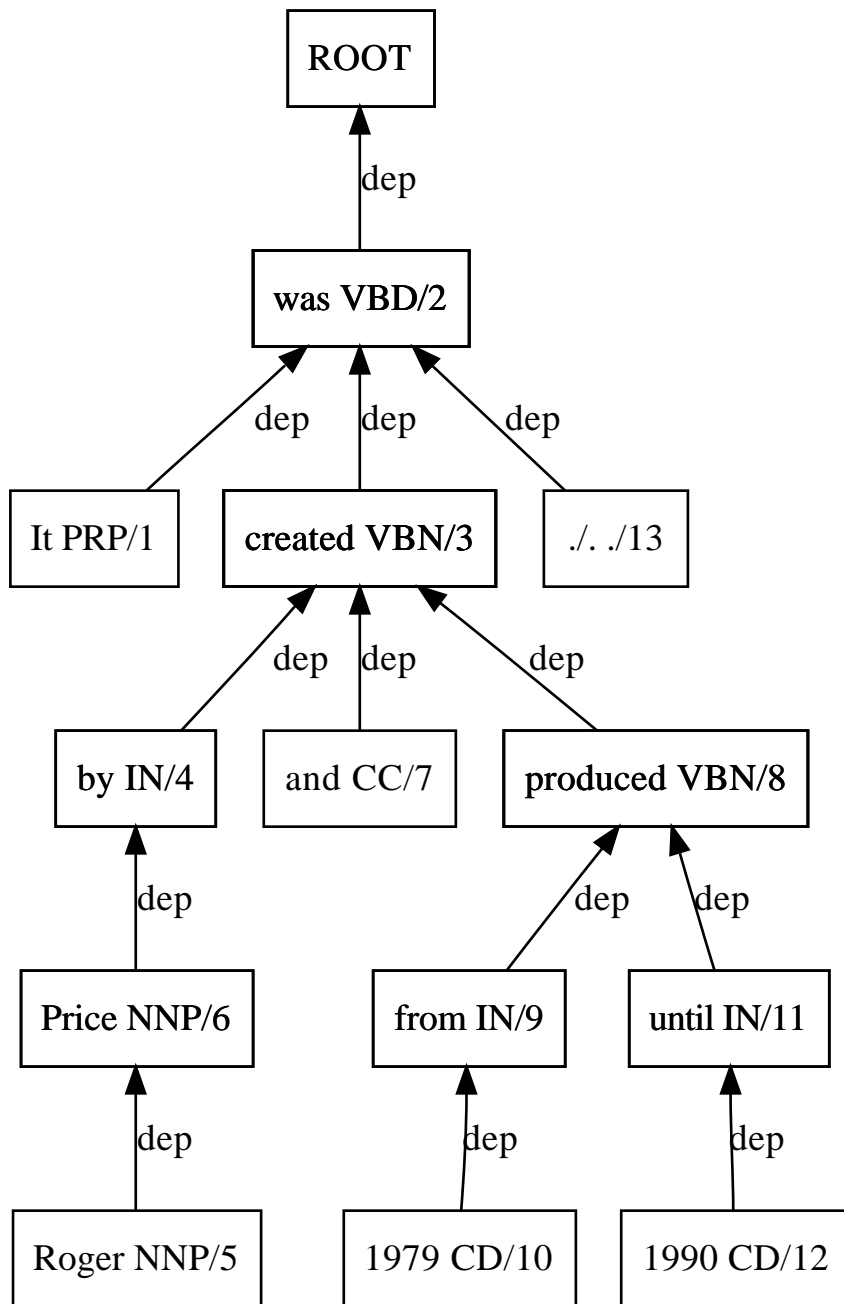 ROOT
dep
was VBD/2
dep dep dep
It PRP/1 created VBN/3 ./. ./13
dep dep dep
by IN/4 and CC/7 produced VBN/8
dep dep dep
Price NNP/6 from IN/9 until IN/11
dep dep dep
Roger NNP/5 1979 CD/10 1990 CD/12